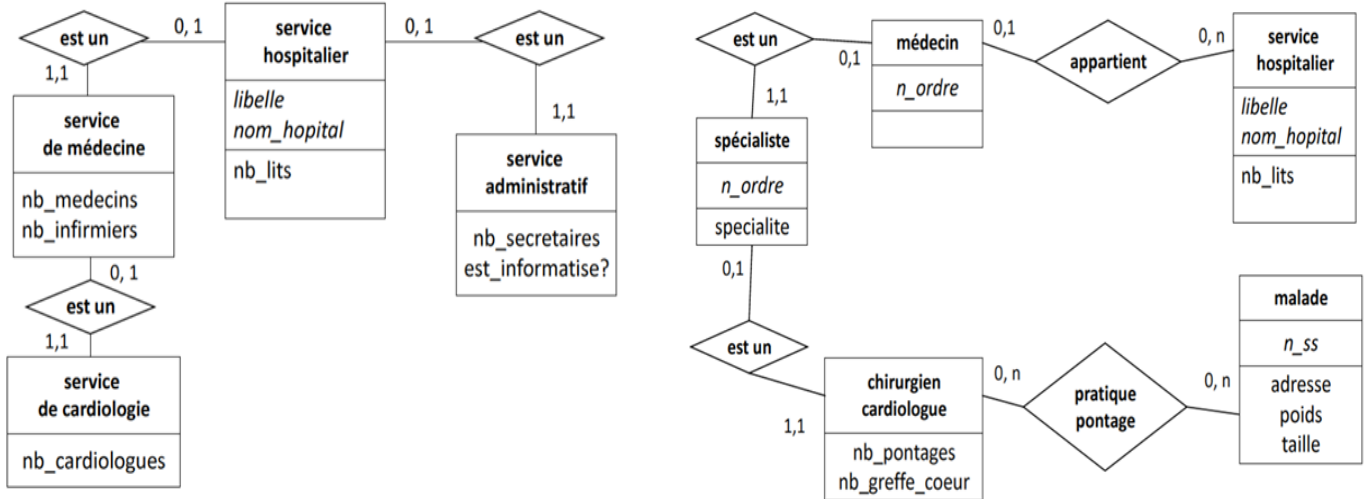 est un
0, 1
service
hospitalier
libelle
nom_hopital
nb_lits
0, 1
est un
1,1
service
de médecine
nb_medecins
nb_infirmiers
1,1
service
administratif
nb_secretaires
est_informatise?
0, 1
est un
1,1
service
de cardiologie
nb_cardiologues
est un
0,1
médecin
n_ordre
0,1
appartient
0, n
service
hospitalier
libelle
nom_hopital
nb_lits
1,1
spécialiste
n_ordre
specialite
0,1
est un
1,1
chirurgien
cardiologue
nb_pontages
nb_greffe_coeur
0, n
pratique
pontage
0, n
malade
n_ss
adresse
poids
taille